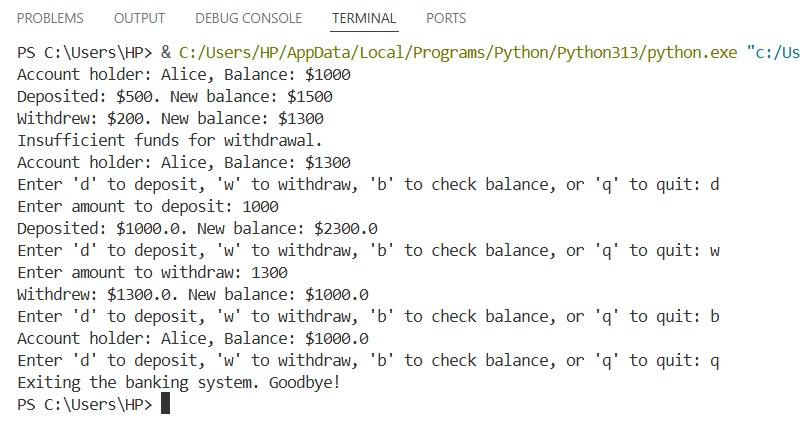 PROBLEMS OUTPUT DEBUG CONSOLE TERMINAL PORTS
PS C:\Users\HP> & C:/Users/HP/AppData/Local/Programs/Python/Python313/python.exe "c:/Us
Account holder: Alice, Balance: $1000
Deposited: $500. New balance: $1500
Withdrew: $200. New balance: $1300
Insufficient funds for withdrawal.
Account holder: Alice, Balance: $1300
Enter 'd' to deposit, 'w' to withdraw, 'b' to check balance, or 'q' to quit: d
Enter amount to deposit: 1000
Deposited: $1000.0. New balance: $2300.0
Enter 'd' to deposit, 'w' to withdraw, 'b' to check balance, or 'q' to quit: w
Enter amount to withdraw: 1300
Withdrew: $1300.0. New balance: $1000.0
Enter 'd' to deposit, 'w' to withdraw, 'b' to check balance, or 'q' to quit: b
Account holder: Alice, Balance: $1000.0
Enter 'd' to deposit, 'w' to withdraw, 'b' to check balance, or 'q' to quit: q
Exiting the banking system. Goodbye!
PS C:\Users\HP>